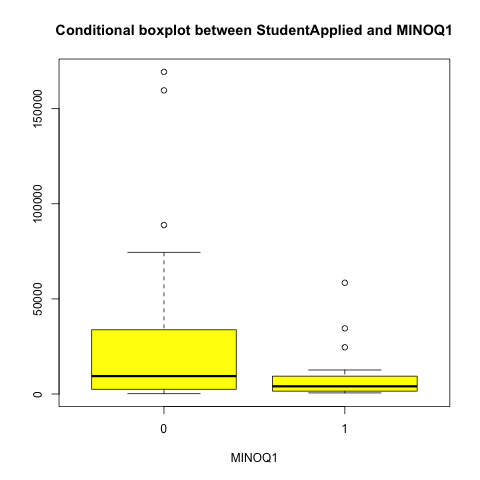 Conditional boxplot between StudentApplied and MINOQ1
150000
100000
50000
0
0 1
MINOQ1